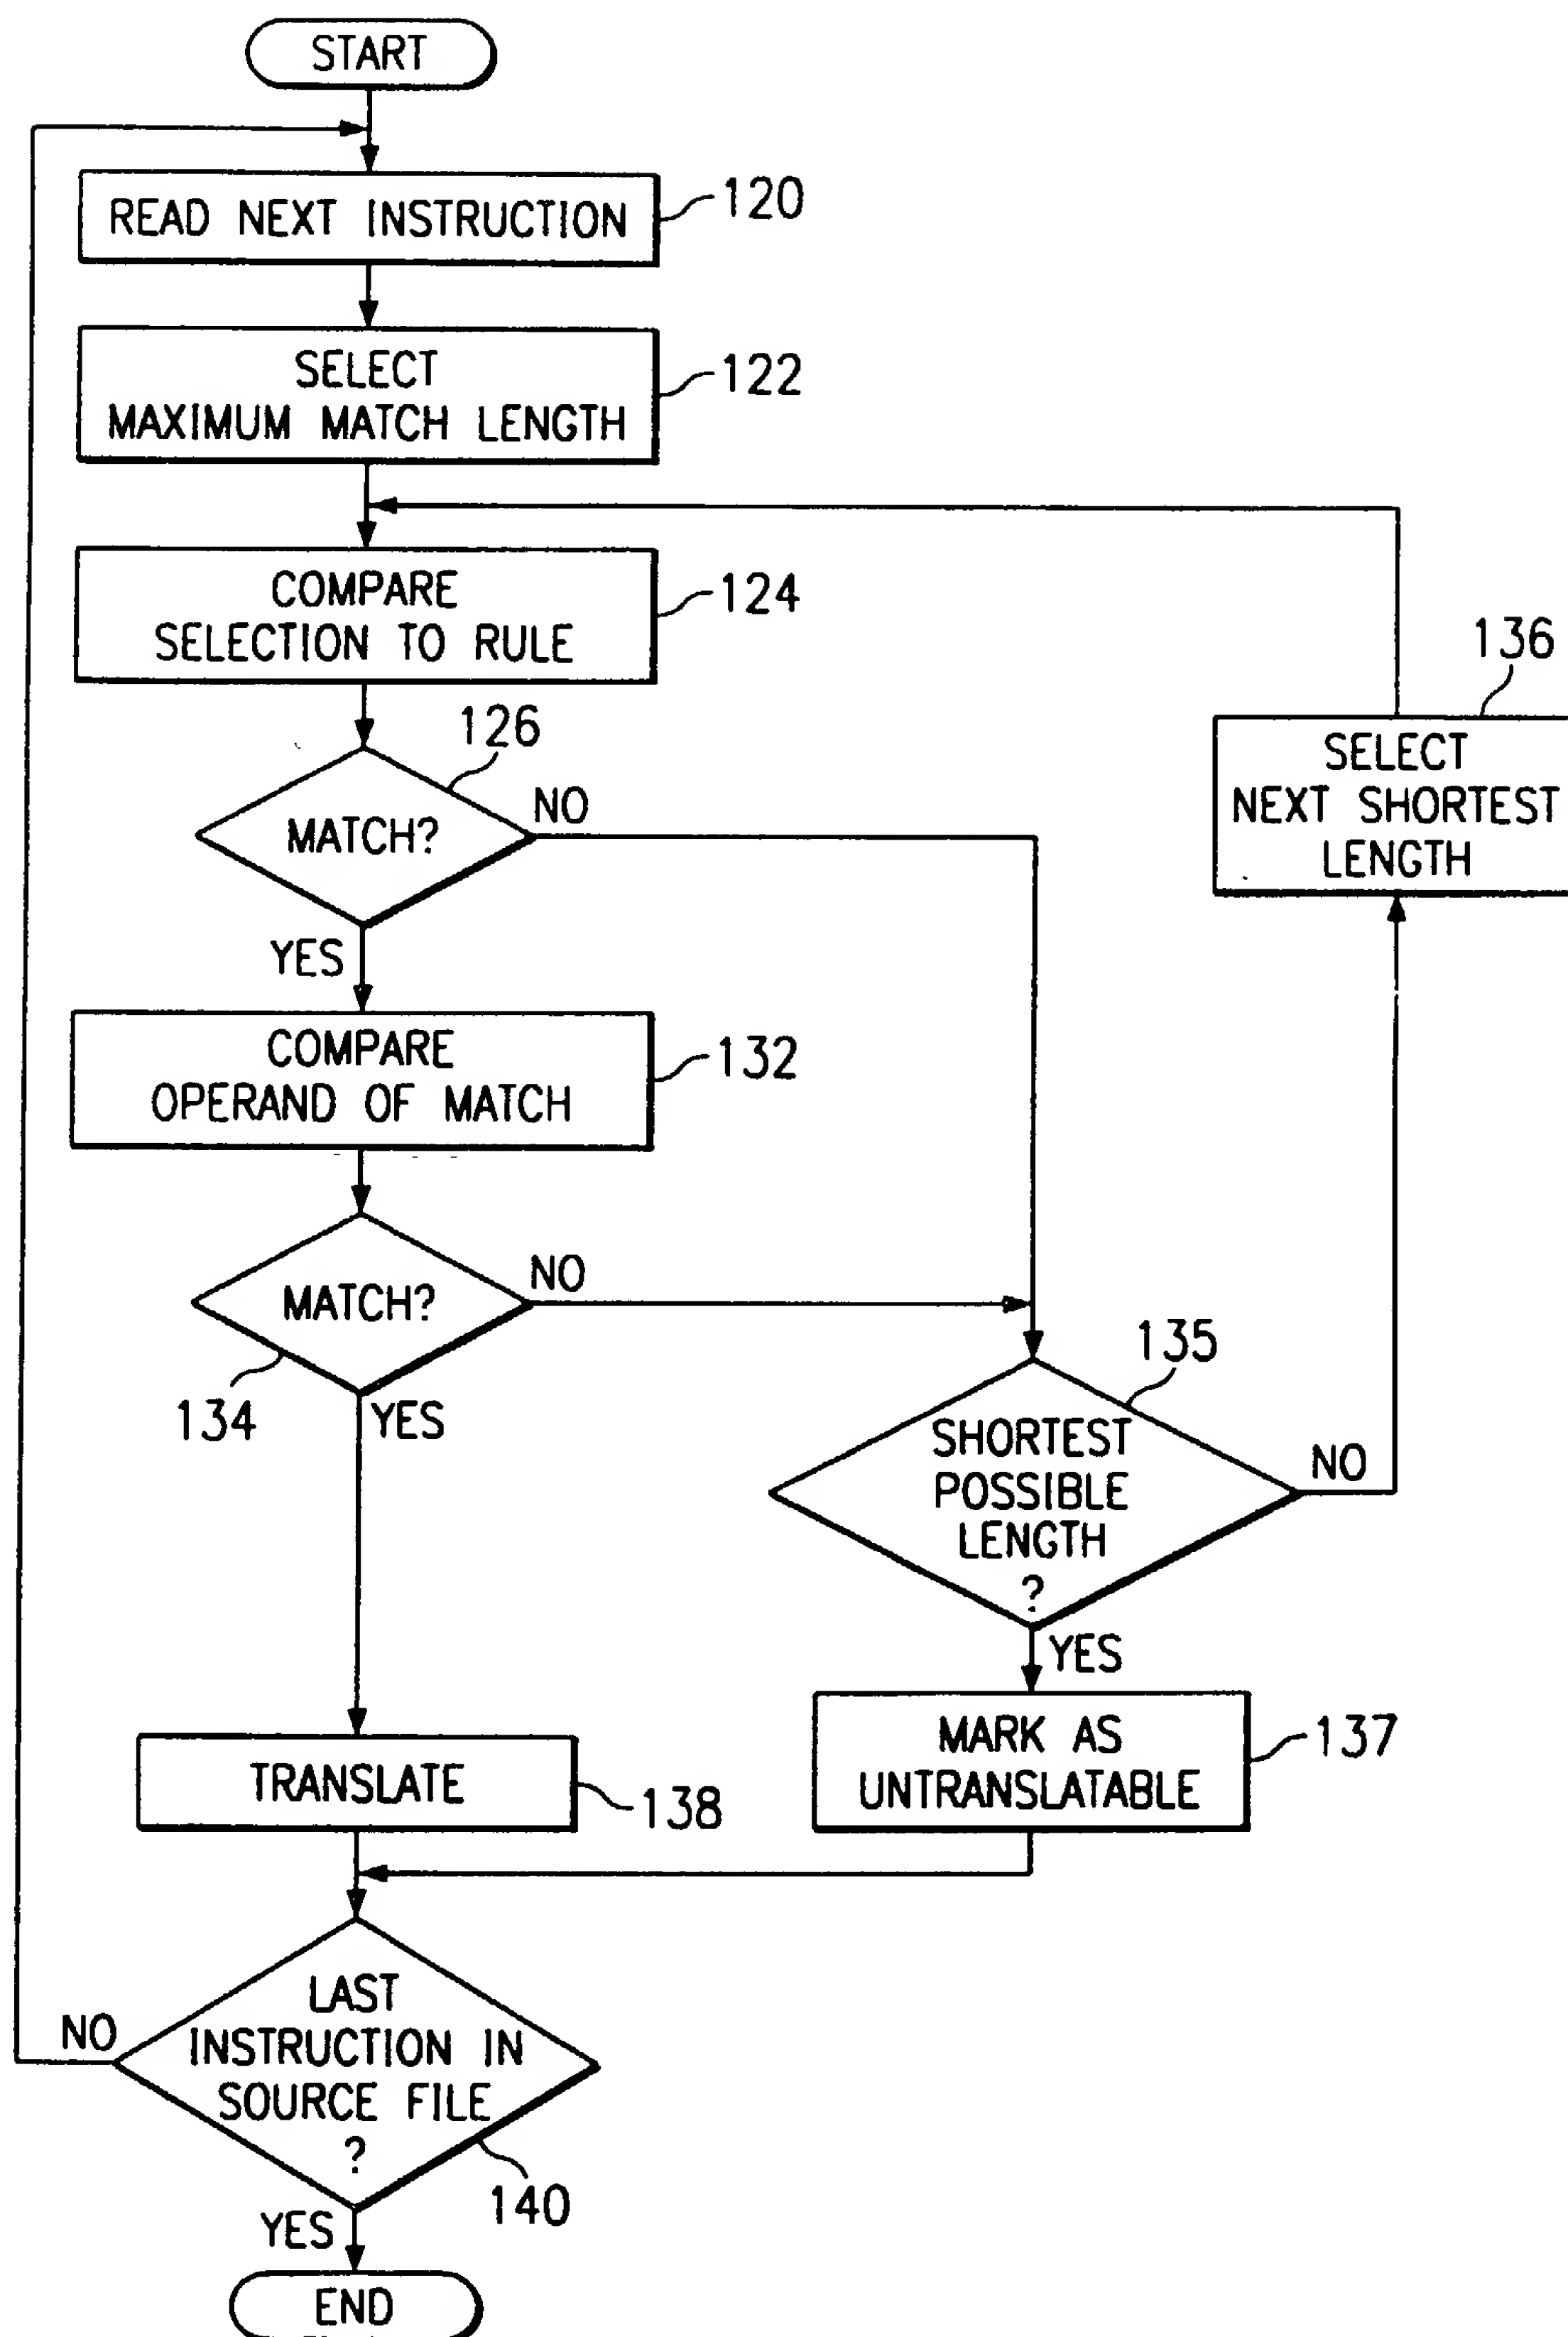 START
READ NEXT INSTRUCTION
120
SELECT
MAXIMUM MATCH LENGTH
122
COMPARE
SELECTION TO RULE
124
136
SELECT
NEXT SHORTEST
LENGTH
126
MATCH?
NO
YES
COMPARE
OPERAND OF MATCH
132
MATCH?
NO
134
YES
135
SHORTEST
POSSIBLE
LENGTH
?
NO
YES
MARK AS
UNTRANSLATABLE
137
TRANSLATE
138
LAST
INSTRUCTION IN
SOURCE FILE
?
NO
140
YES
END